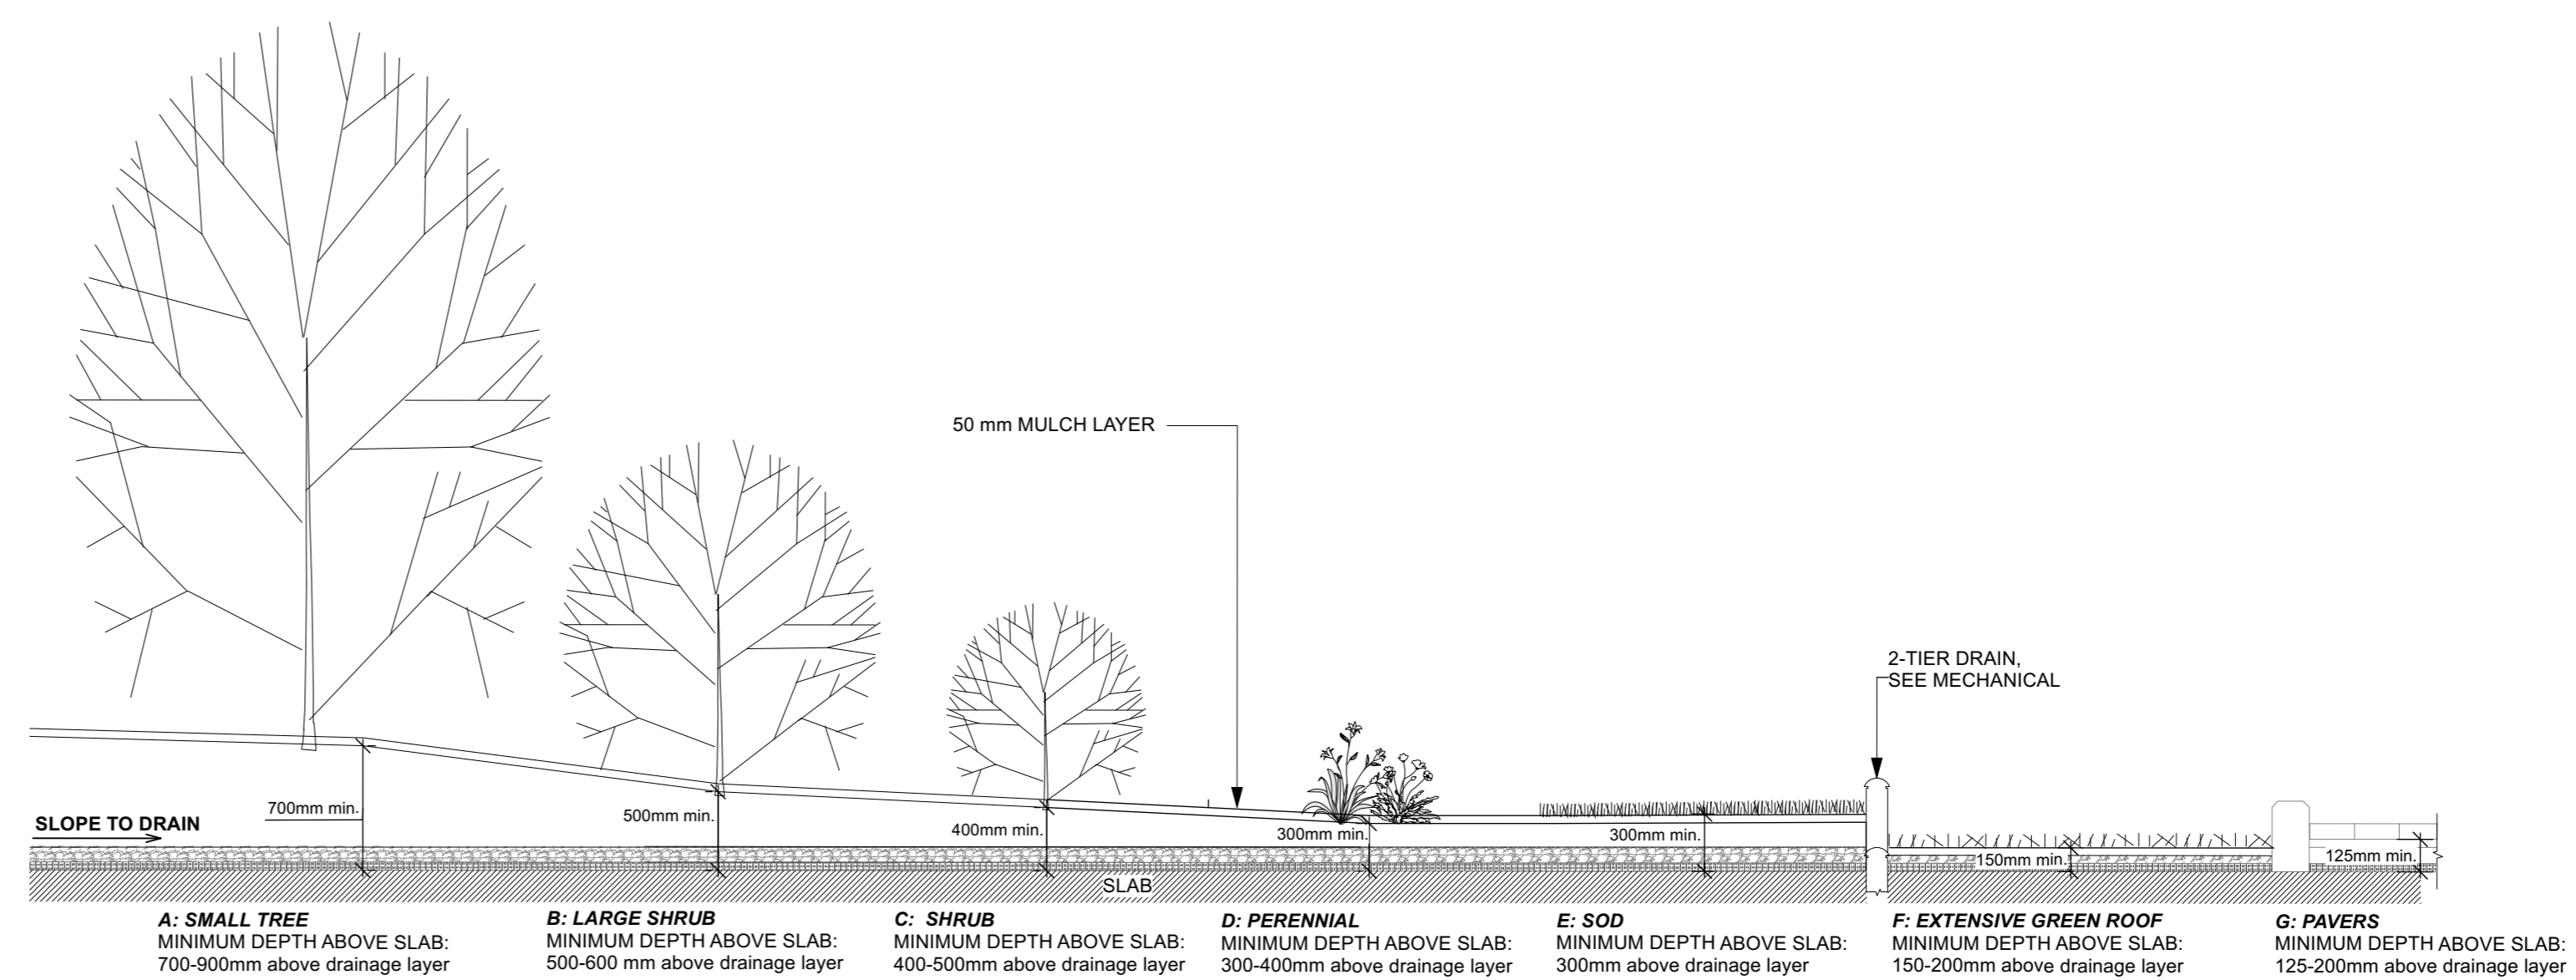 50 mm MULCH LAYER
2-TIER DRAIN,
SEE MECHANICAL
SLOPE TO DRAIN
700mm min.
500mm min.
400mm min.
300mm min.
300mm min.
150mm min.
125mm min.
SLAB
A: SMALL TREE
MINIMUM DEPTH ABOVE SLAB:
700-900mm above drainage layer
B: LARGE SHRUB
MINIMUM DEPTH ABOVE SLAB:
500-600 mm above drainage layer
C: SHRUB
MINIMUM DEPTH ABOVE SLAB:
400-500mm above drainage layer
D: PERENNIAL
MINIMUM DEPTH ABOVE SLAB:
300-400mm above drainage layer
E: SOD
MINIMUM DEPTH ABOVE SLAB:
300mm above drainage layer
F: EXTENSIVE GREEN ROOF
MINIMUM DEPTH ABOVE SLAB:
150-200mm above drainage layer
G: PAVERS
MINIMUM DEPTH ABOVE SLAB:
125-200mm above drainage layer